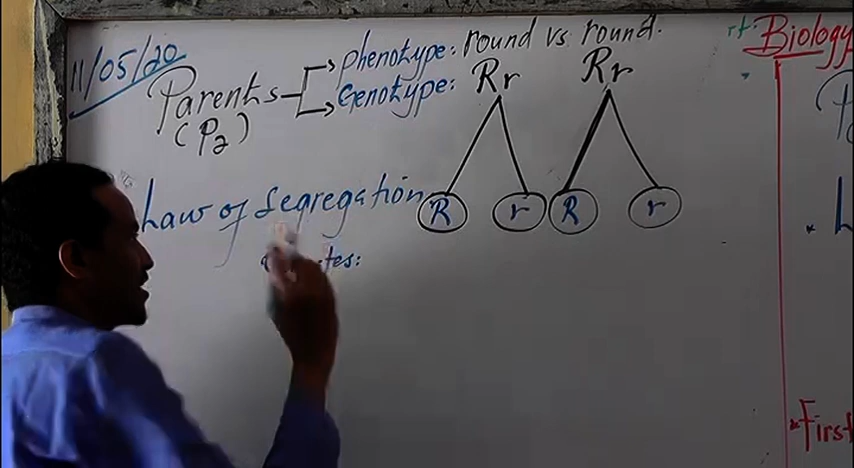 11/05/20
Phenotype: round vs round.
Parents
Genotype: Rr Rr
(P2)
Law of Segregation
R r R r
Biology
First